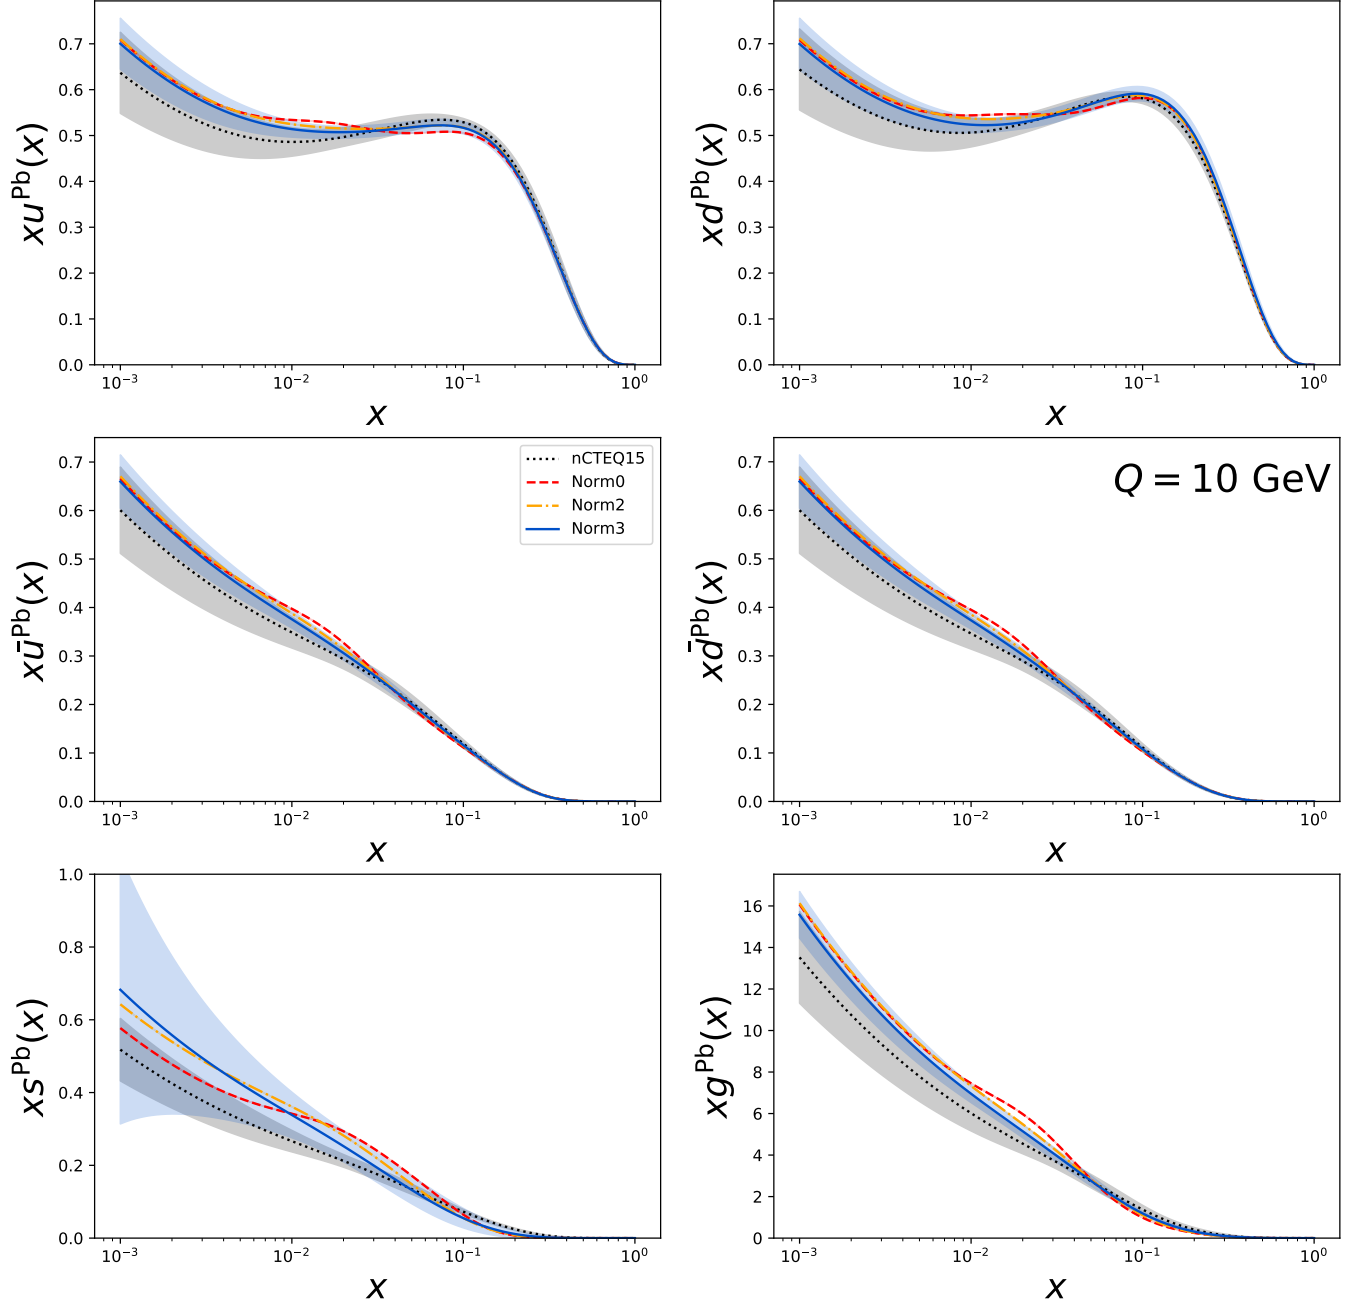 xu^Pb(x)
0.7
0.6
0.5
0.4
0.3
0.2
0.1
0.0
10^−3 10^−2 10^−1 10^0
x
xd^Pb(x)
0.7
0.6
0.5
0.4
0.3
0.2
0.1
0.0
10^−3 10^−2 10^−1 10^0
x
xū^Pb(x)
0.7
0.6
0.5
0.4
0.3
0.2
0.1
0.0
nCTEQ15
Norm0
Norm2
Norm3
10^−3 10^−2 10^−1 10^0
x
xd̄^Pb(x)
0.7
0.6
0.5
0.4
0.3
0.2
0.1
0.0
Q = 10 GeV
10^−3 10^−2 10^−1 10^0
x
xs^Pb(x)
1.0
0.8
0.6
0.4
0.2
0.0
10^−3 10^−2 10^−1 10^0
x
xg^Pb(x)
16
14
12
10
8
6
4
2
0
10^−3 10^−2 10^−1 10^0
x